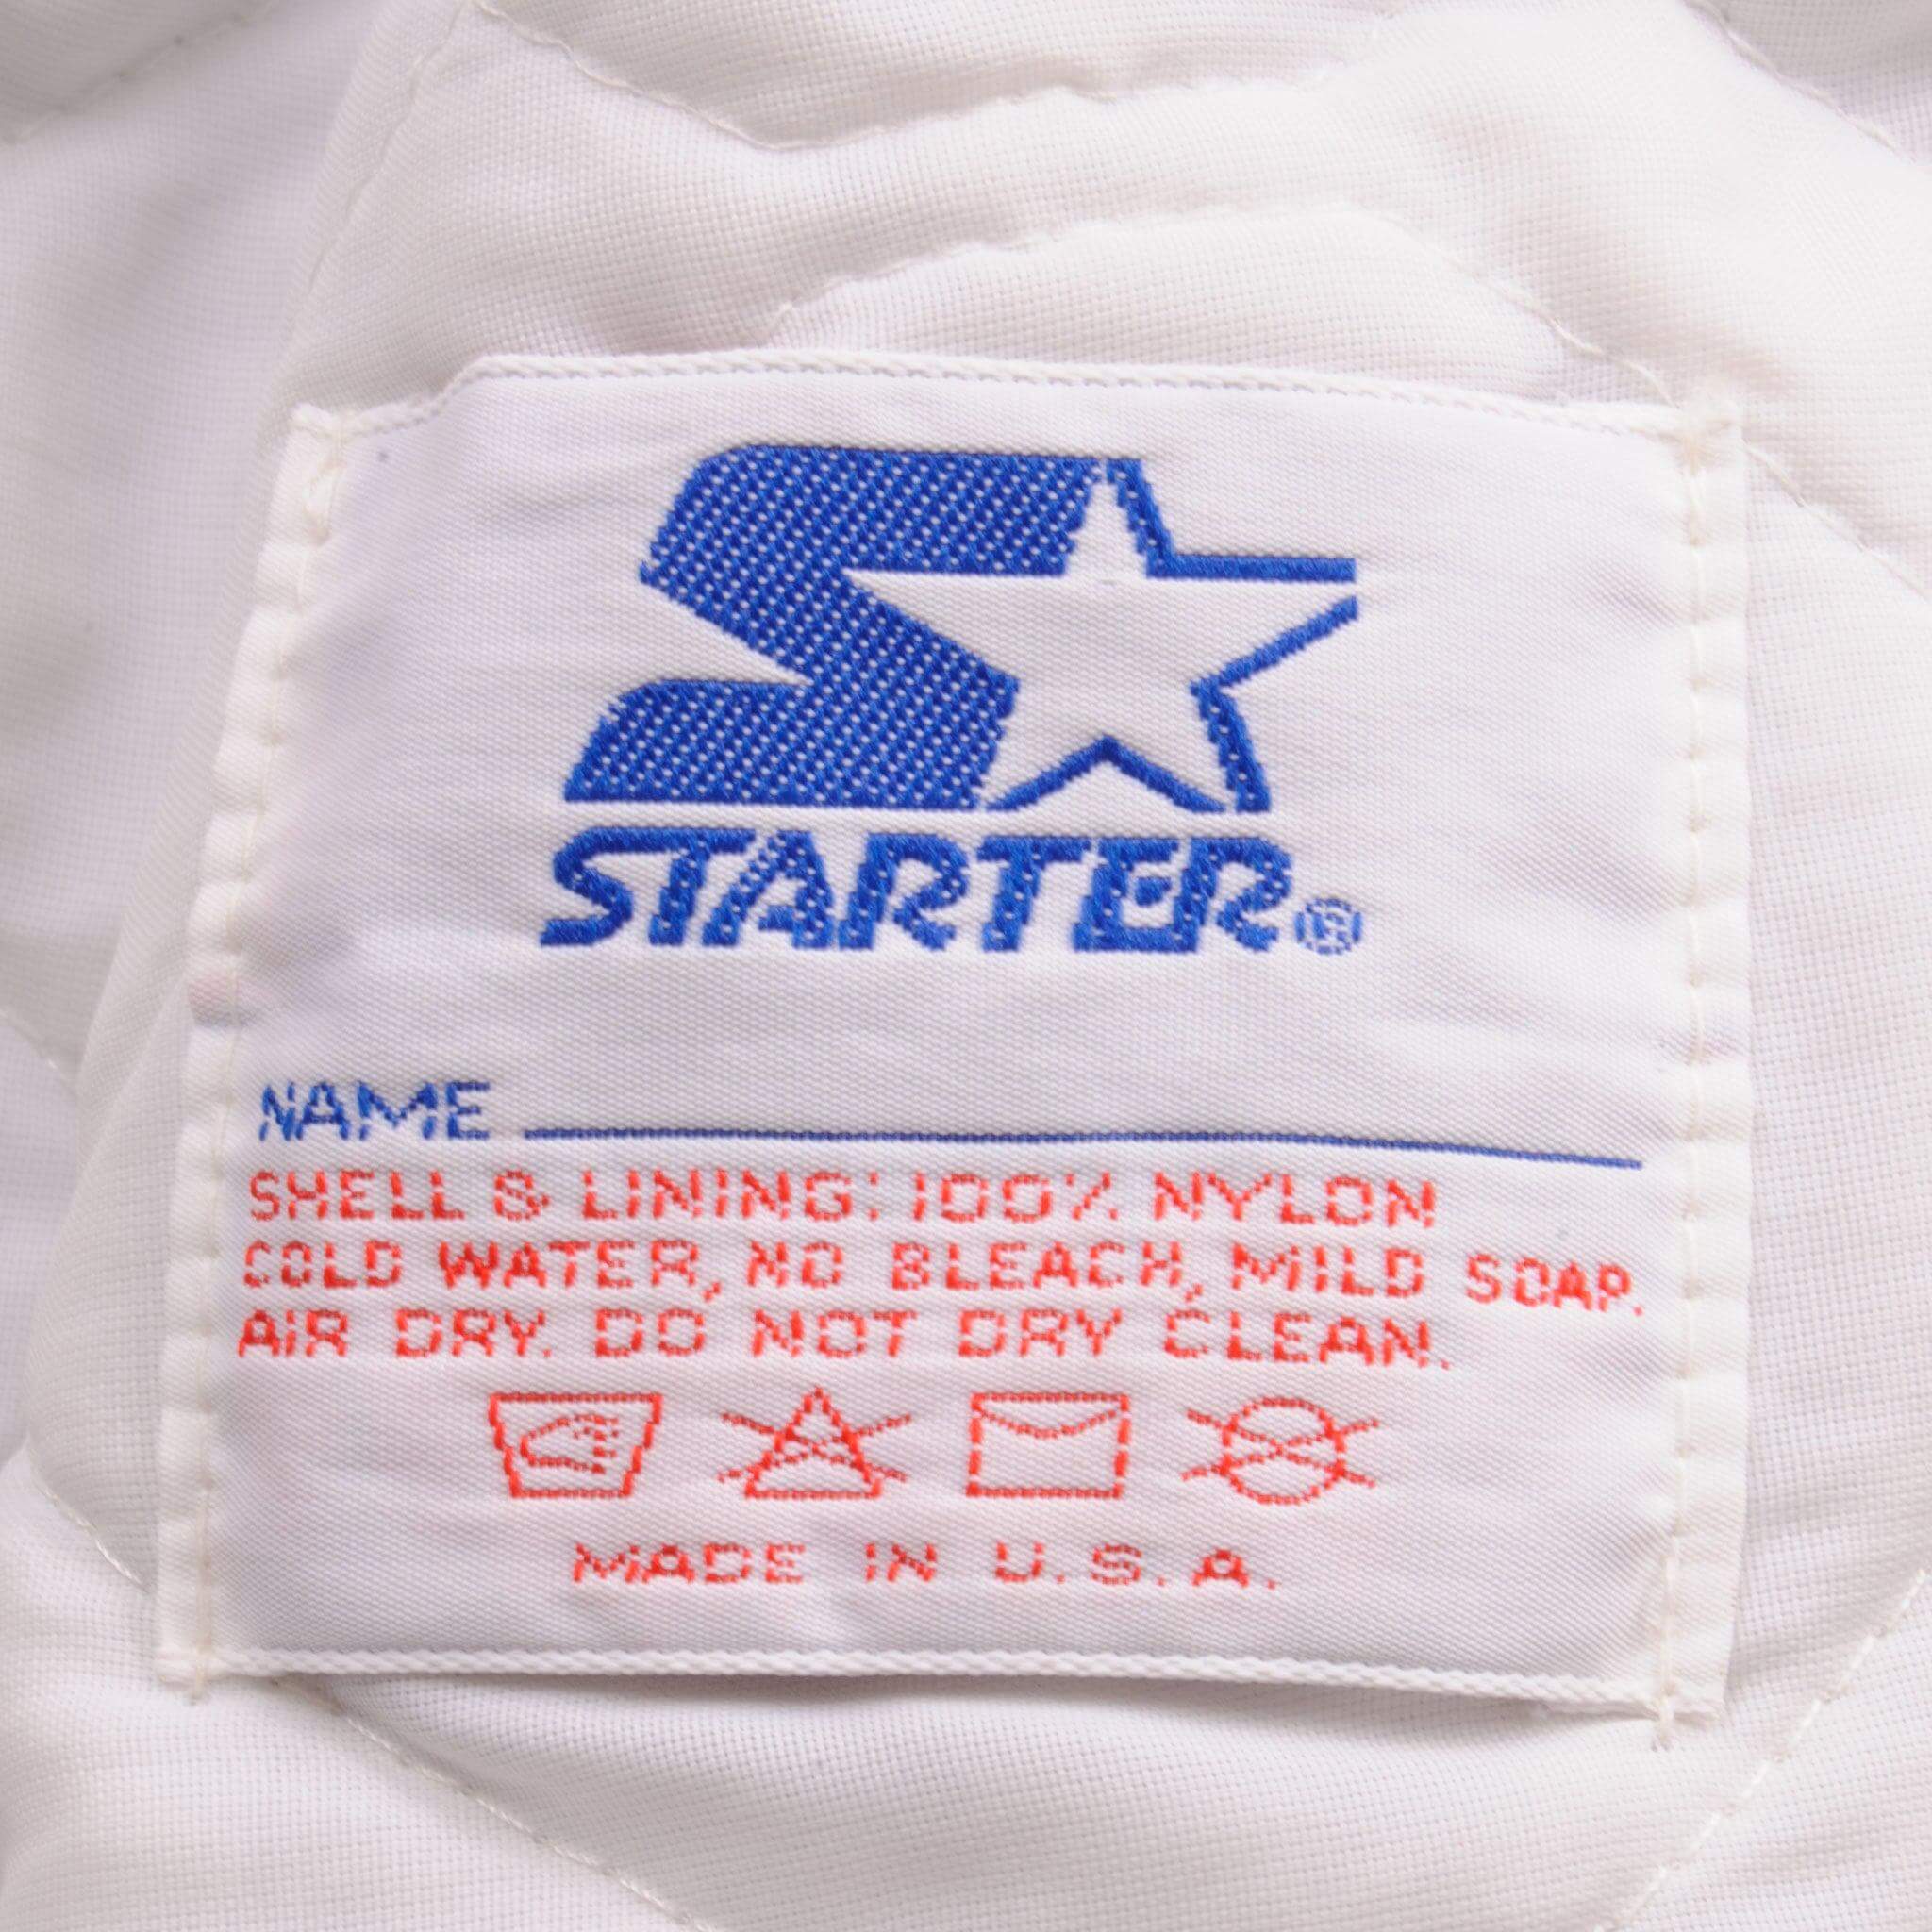 STARTER®
NAME
SHELL & LINING: 100% NYLON
COLD WATER, NO BLEACH, MILD SOAP.
AIR DRY. DO NOT DRY CLEAN.
MADE IN U.S.A.